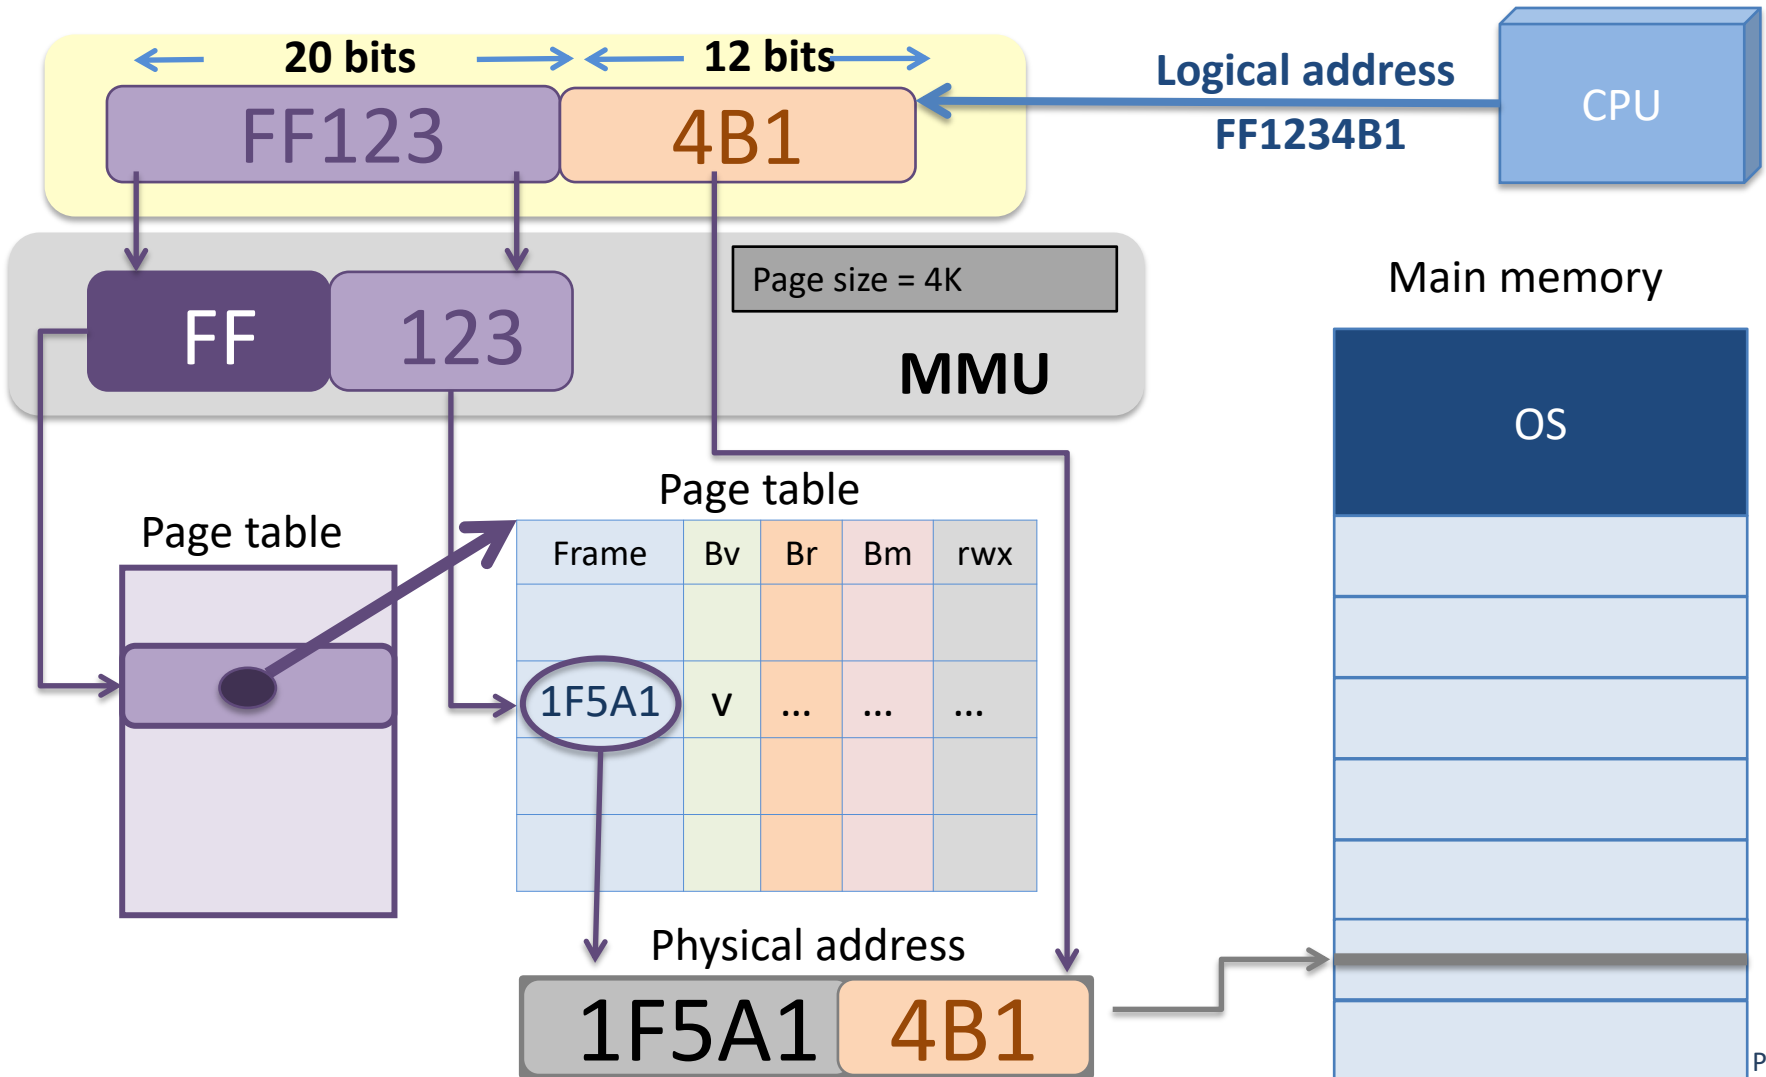 20 bits
12 bits
FF123
4B1
Logical address
FF1234B1
CPU
FF
123
Page size = 4K
MMU
Main memory
OS
Page table
Page table
Frame Bv Br Bm rwx
1F5A1 v ... ... ...
Physical address
1F5A1 4B1
P